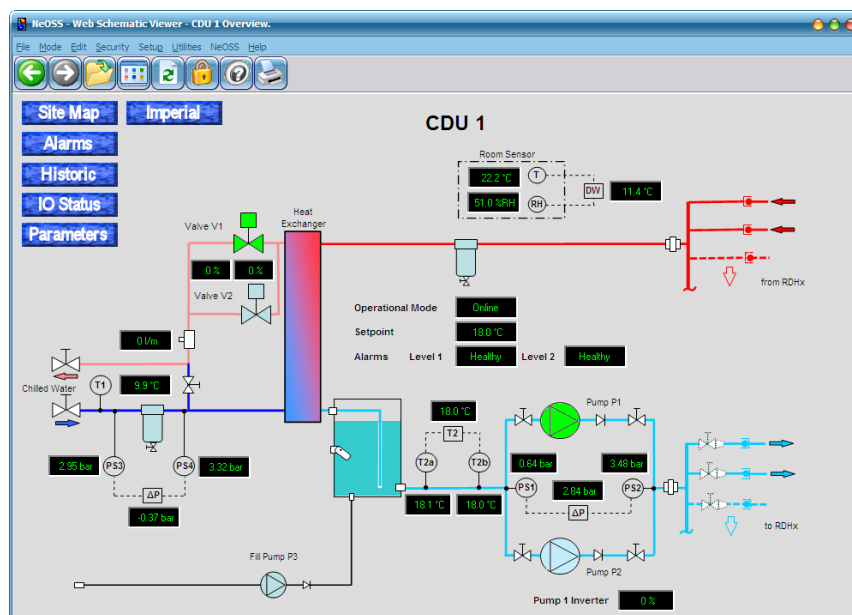 NeOSS - Web Schematic Viewer - CDU 1 Overview.
File Mode Edit Security Setup Utilities NeOSS Help
Site Map
Imperial
Alarms
Historic
IO Status
Parameters
CDU 1
Room Sensor
22.2 °C
T
51.0 %RH
RH
DW
11.4 °C
Heat
Exchanger
Valve V1
0 %
0 %
Valve V2
from RDHx
Operational Mode
Online
Setpoint
18.0 °C
Alarms
Level 1
Healthy
Level 2
Healthy
0 l/m
Chilled Water
T1
9.9 °C
2.95 bar
PS3
PS4
3.32 bar
ΔP
-0.37 bar
18.0 °C
T2
T2a
T2b
18.1 °C
18.0 °C
Pump P1
0.64 bar
3.48 bar
PS1
2.84 bar
PS2
ΔP
to RDHx
Fill Pump P3
Pump P2
Pump 1 Inverter
0 %